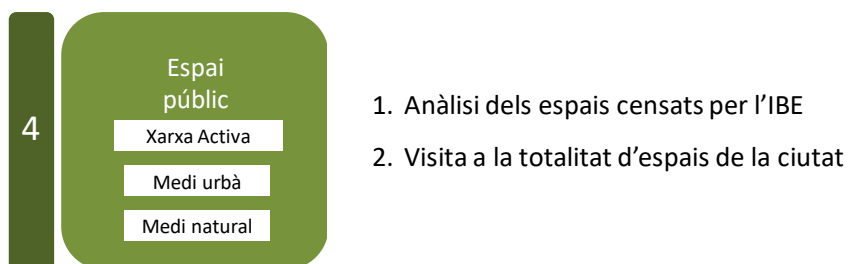 4
Espai
públic
Xarxa Activa
Medi urbà
Medi natural
1. Anàlisi dels espais censats per l'IBE
2. Visita a la totalitat d'espais de la ciutat